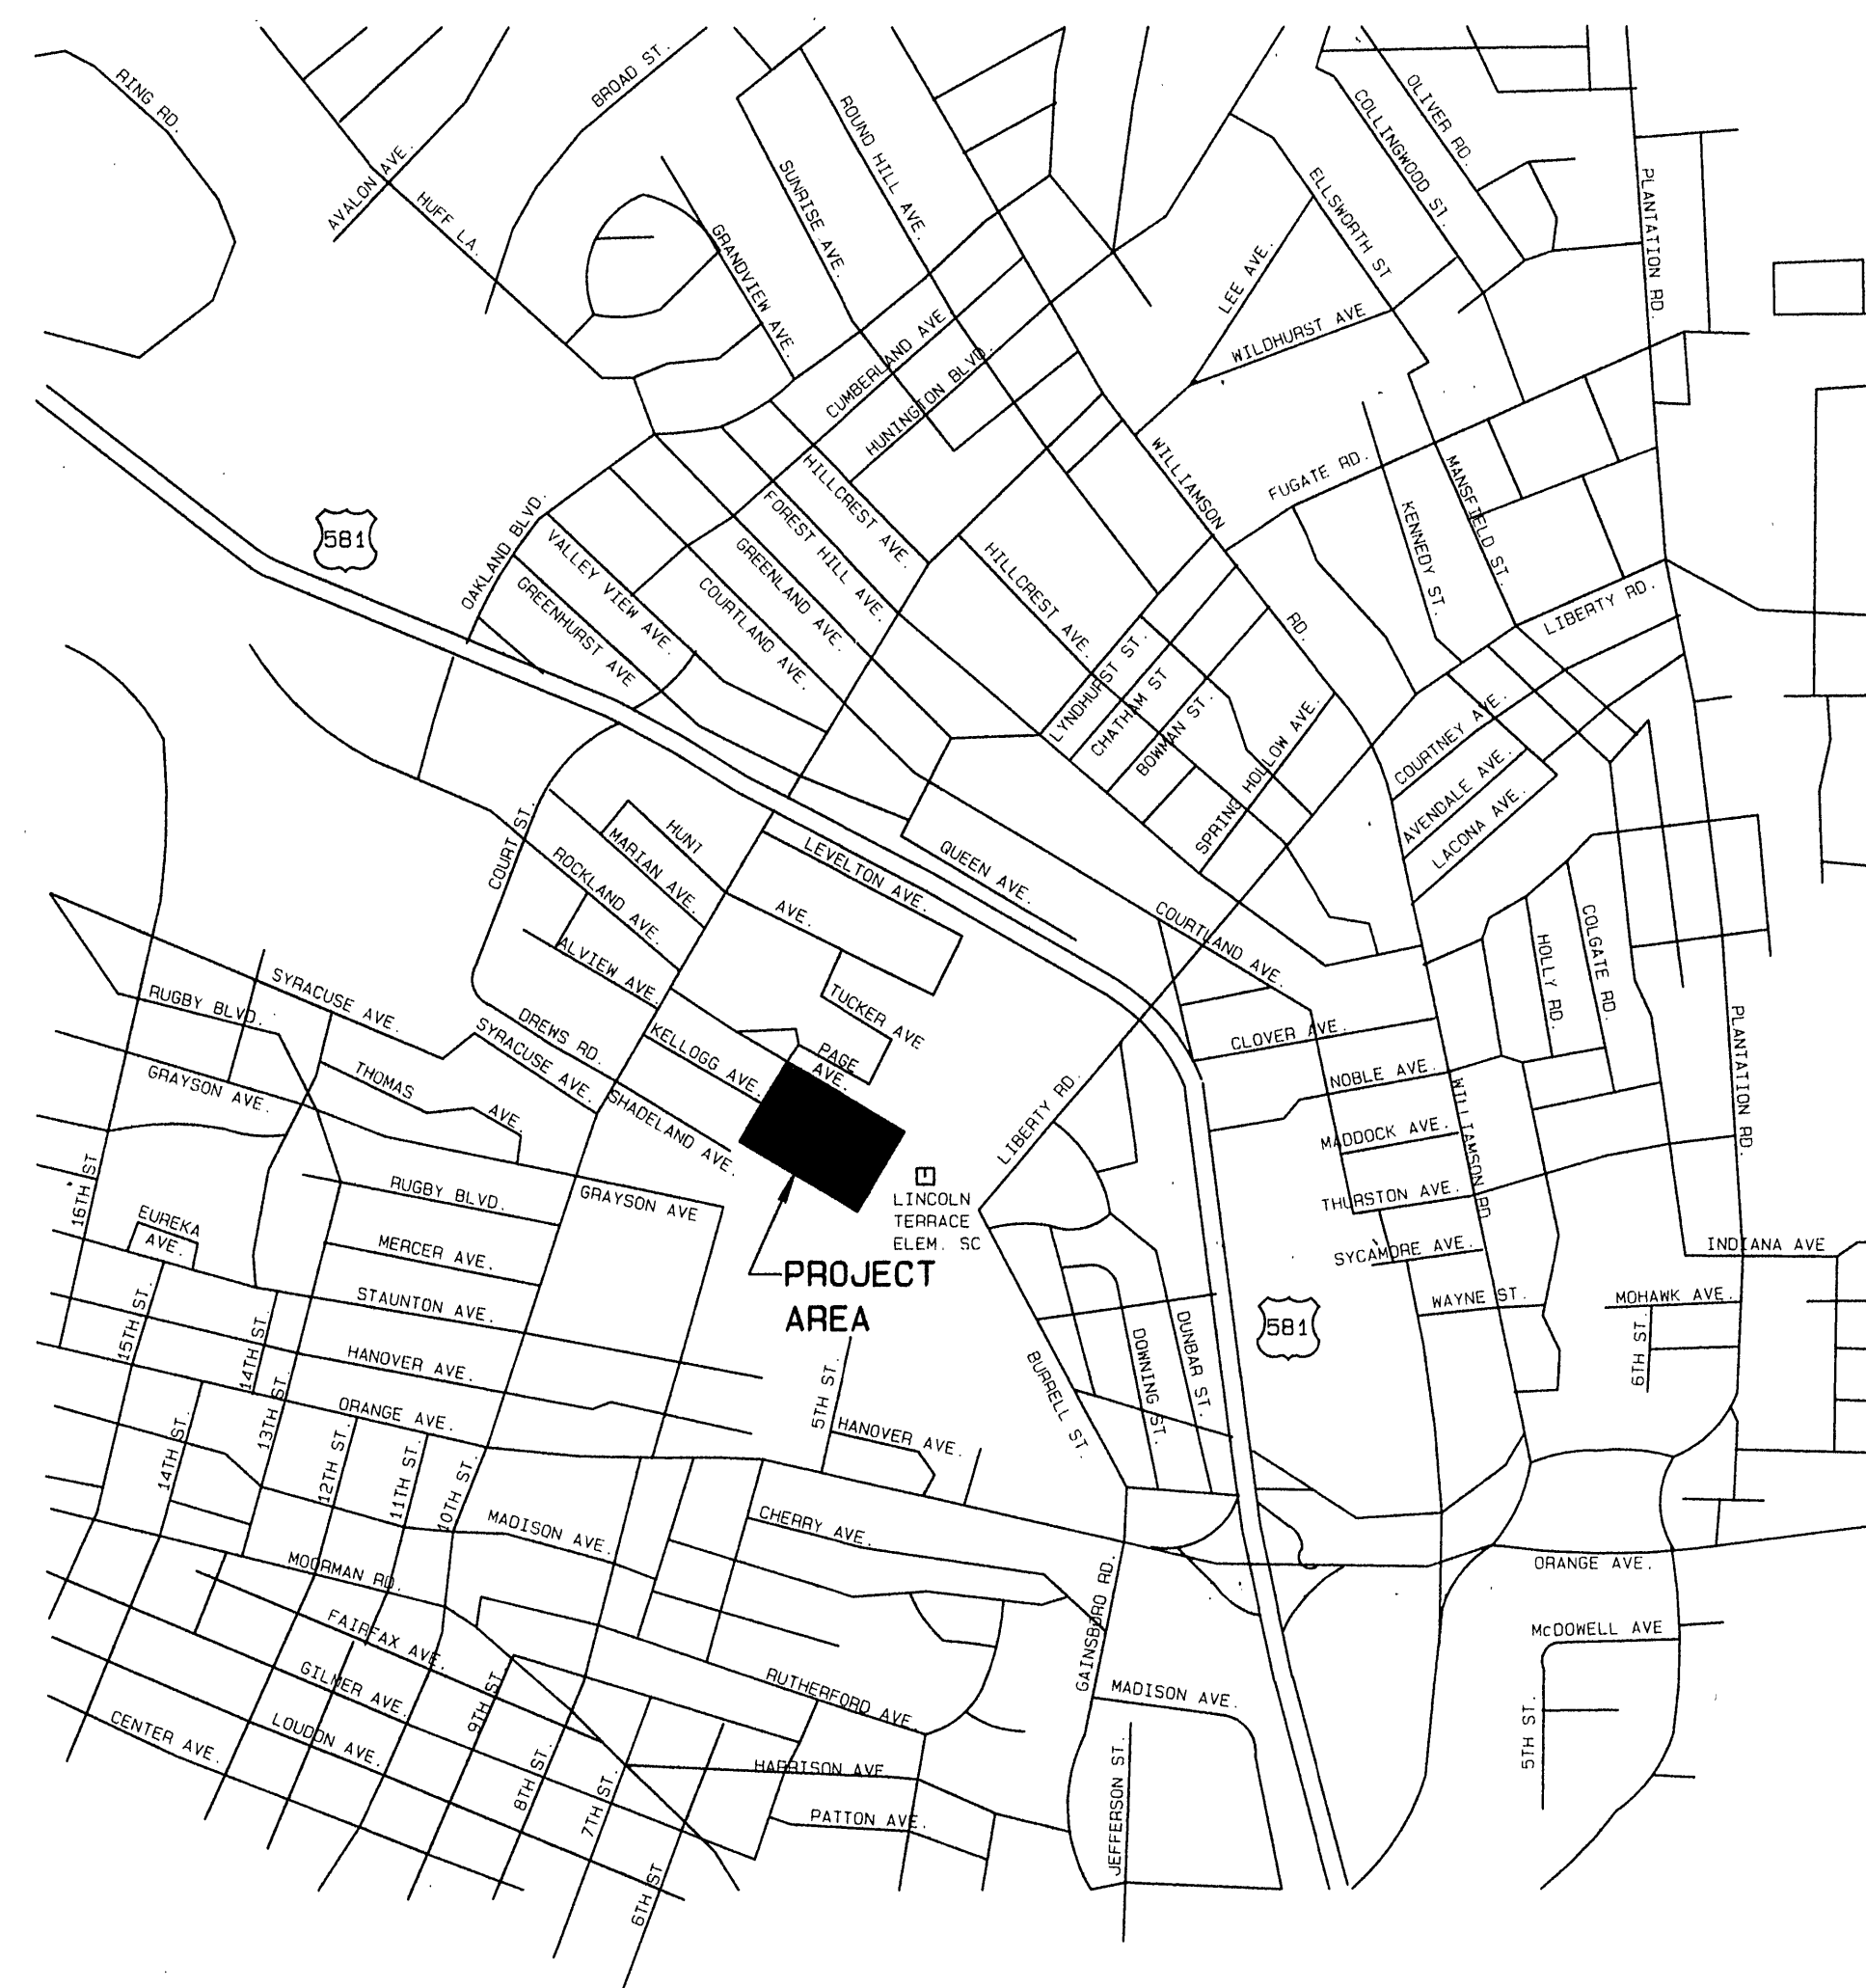 RING RD.
BROAD ST.
AVALON AVE.
HUFF LA.
ROUND HILL AVE.
SUNRISE AVE.
GRANDVIEW AVE.
OLIVER RD.
COLLINGWOOD ST.
ELLSWORTH ST
PLANTATION RD.
LEE AVE.
WILDHURST AVE
CUMBERLAND AVE
HUNINGTON BLVD.
WILLIAMSON
RD.
FUGATE RD.
MANSFIELD ST.
KENNEDY ST.
LIBERTY RD.
581
OAKLAND BLVD.
VALLEY VIEW AVE.
GREENHURST AVE
HILLCREST AVE.
FOREST HILL AVE.
GREENLAND AVE.
COURTLAND AVE.
HILLCREST AVE.
LYNDHURST ST.
CHATHAM ST
BOWMAN ST.
SPRING HOLLOW AVE.
COURTNEY AVE.
AVENDALE AVE.
LACONA AVE.
COURT ST.
HUNT
AVE.
MARIAN AVE.
ROCKLAND AVE.
LEVELTON AVE.
QUEEN AVE.
COURTLAND AVE.
ALVIEW AVE.
TUCKER AVE
HOLLY RD.
COLGATE RD.
SYRACUSE AVE.
RUGBY BLVD.
DREWS RD.
SYRACUSE AVE.
KELLOGG AVE.
PAGE
AVE.
CLOVER AVE.
NOBLE AVE.
PLANTATION RD.
GRAYSON AVE.
THOMAS
AVE.
SHADELAND AVE.
LIBERTY RD.
MADDOCK AVE.
WILLIAMSON RD
THURSTON AVE.
16TH ST
RUGBY BLVD.
GRAYSON AVE
LINCOLN
TERRACE
ELEM. SC
EUREKA
AVE.
MERCER AVE.
SYCAMORE AVE.
INDIANA AVE
PROJECT
AREA
STAUNTON AVE.
WAYNE ST.
MOHAWK AVE.
581
15TH ST.
14TH ST.
HANOVER AVE.
5TH ST.
BURRELL ST.
DOWNING ST.
DUNBAR ST.
6TH ST.
13TH ST.
ORANGE AVE.
HANOVER AVE.
14TH ST.
12TH ST.
11TH ST.
10TH ST.
MADISON AVE.
CHERRY AVE.
ORANGE AVE.
MOORMAN RD.
GAINSBORO RD.
McDOWELL AVE
FAIRFAX AVE.
GILMER AVE.
RUTHERFORD AVE.
MADISON AVE.
CENTER AVE.
LOUDON AVE.
9TH ST.
8TH ST.
7TH ST.
HARRISON AVE
PATTON AVE.
JEFFERSON ST.
5TH ST.
6TH ST